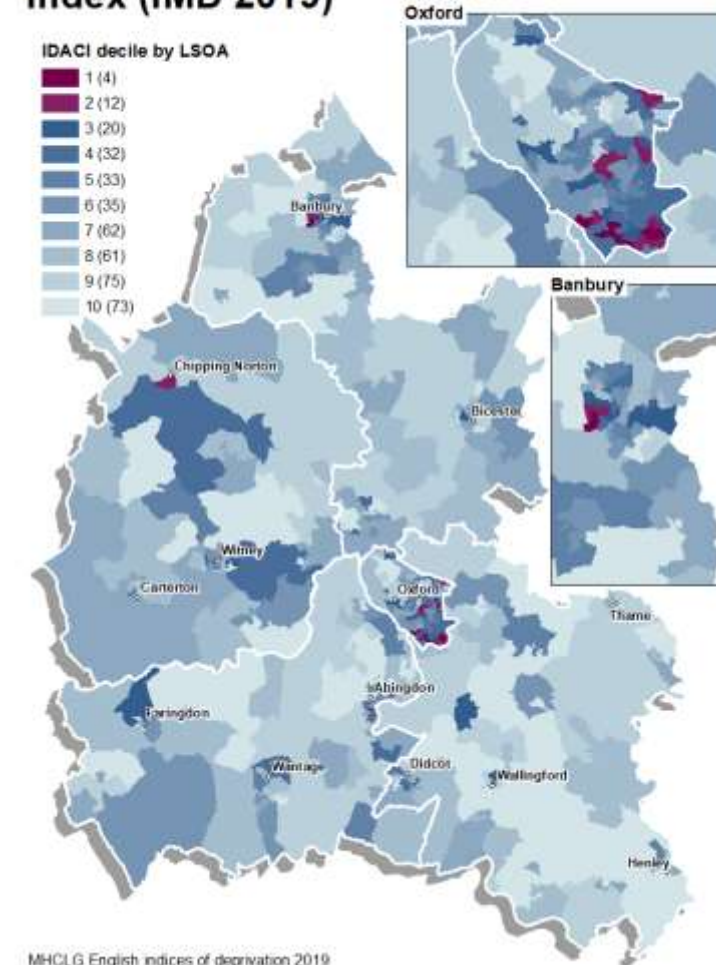 Index (IMD 2019)
IDACI decile by LSOA
1 (4)
2 (12)
3 (20)
4 (32)
5 (33)
6 (35)
7 (62)
8 (61)
9 (75)
10 (73)
Oxford
Banbury
Banbury
Chipping Norton
Bicester
Witney
Carterton
Oxford
Thame
Abingdon
Faringdon
Wantage
Didcot
Wallingford
Henley
MHCLG English indices of deprivation 2019